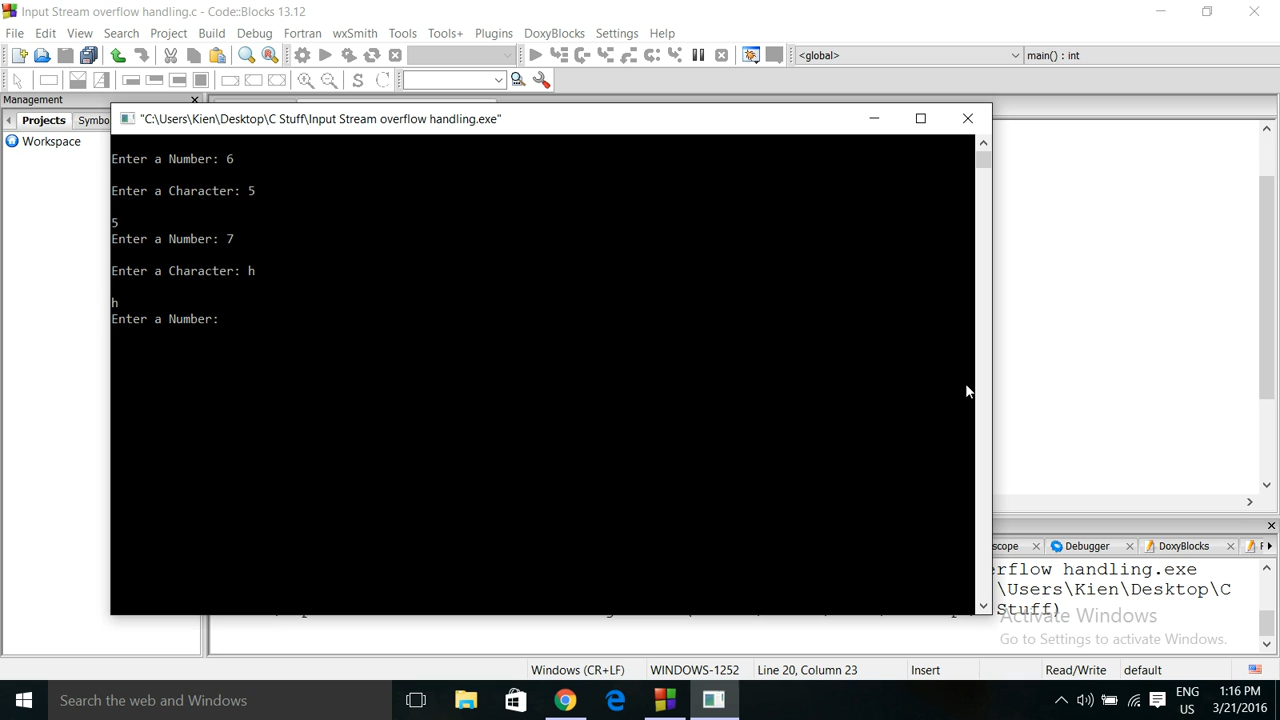 Input Stream overflow handling.c - Code::Blocks 13.12
File Edit View Search Project Build Debug Fortran wxSmith Tools Tools+ Plugins DoxyBlocks Settings Help
<global> main() : int
Management
Projects Symbo
Workspace
"C:\Users\Kien\Desktop\C Stuff\Input Stream overflow handling.exe"
Enter a Number: 6
Enter a Character: 5
5
Enter a Number: 7
Enter a Character: h
h
Enter a Number:
scope Debugger DoxyBlocks F
erflow handling.exe
\Users\Kien\Desktop\C
Stuff)
Activate Windows
Go to Settings to activate Windows.
Windows (CR+LF) WINDOWS-1252 Line 20, Column 23 Insert Read/Write default
Search the web and Windows
ENG 1:16 PM
US 3/21/2016